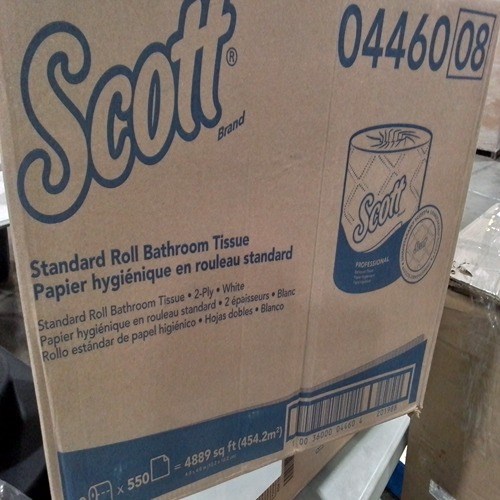 Scott®
Brand
04460 08
Scott
PROFESSIONAL
Standard Roll Bathroom Tissue
Papier hygiénique en rouleau standard
Standard Roll Bathroom Tissue • 2-Ply • White
Papier hygiénique en rouleau standard • 2 épaisseurs • Blanc
Rollo estándar de papel higiénico • Hojas dobles • Blanco
x 550 = 4889 sq ft (454.2m²)